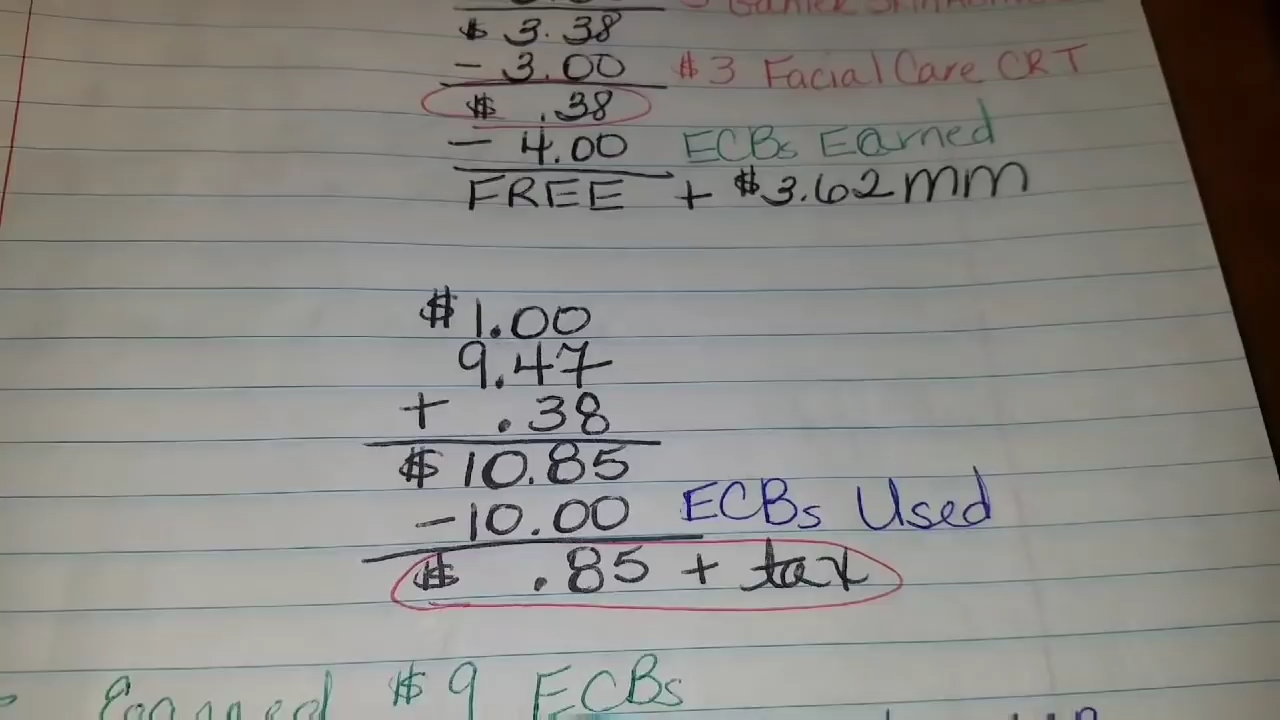 $ 3.38
- 3.00 $3 Facial Care CRT
$ .38
- 4.00 ECBs Earned
FREE + $3.62 mm
$1.00
9.47
+ .38
$10.85
-10.00 ECBs Used
$ .85 + tax
Earned $9 ECBs